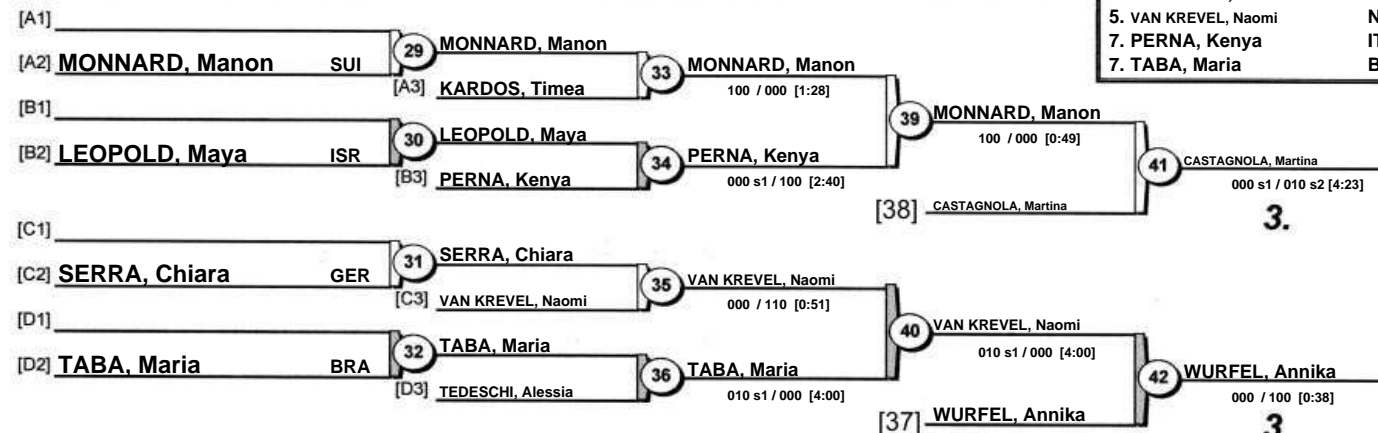 5. VAN KREVEL, Naomi N
7. PERNA, Kenya IT
7. TABA, Maria B
[A1]
[A2] MONNARD, Manon SUI
29 MONNARD, Manon
[A3] KARDOS, Timea
33 MONNARD, Manon
100 / 000 [1:28]
[B1]
[B2] LEOPOLD, Maya ISR
30 LEOPOLD, Maya
[B3] PERNA, Kenya
34 PERNA, Kenya
000 s1 / 100 [2:40]
39 MONNARD, Manon
100 / 000 [0:49]
[38] CASTAGNOLA, Martina
41 CASTAGNOLA, Martina
000 s1 / 010 s2 [4:23]
3.
[C1]
[C2] SERRA, Chiara GER
31 SERRA, Chiara
[C3] VAN KREVEL, Naomi
35 VAN KREVEL, Naomi
000 / 110 [0:51]
[D1]
[D2] TABA, Maria BRA
32 TABA, Maria
[D3] TEDESCHI, Alessia
36 TABA, Maria
010 s1 / 000 [4:00]
40 VAN KREVEL, Naomi
010 s1 / 000 [4:00]
[37] WURFEL, Annika
42 WURFEL, Annika
000 / 100 [0:38]
3